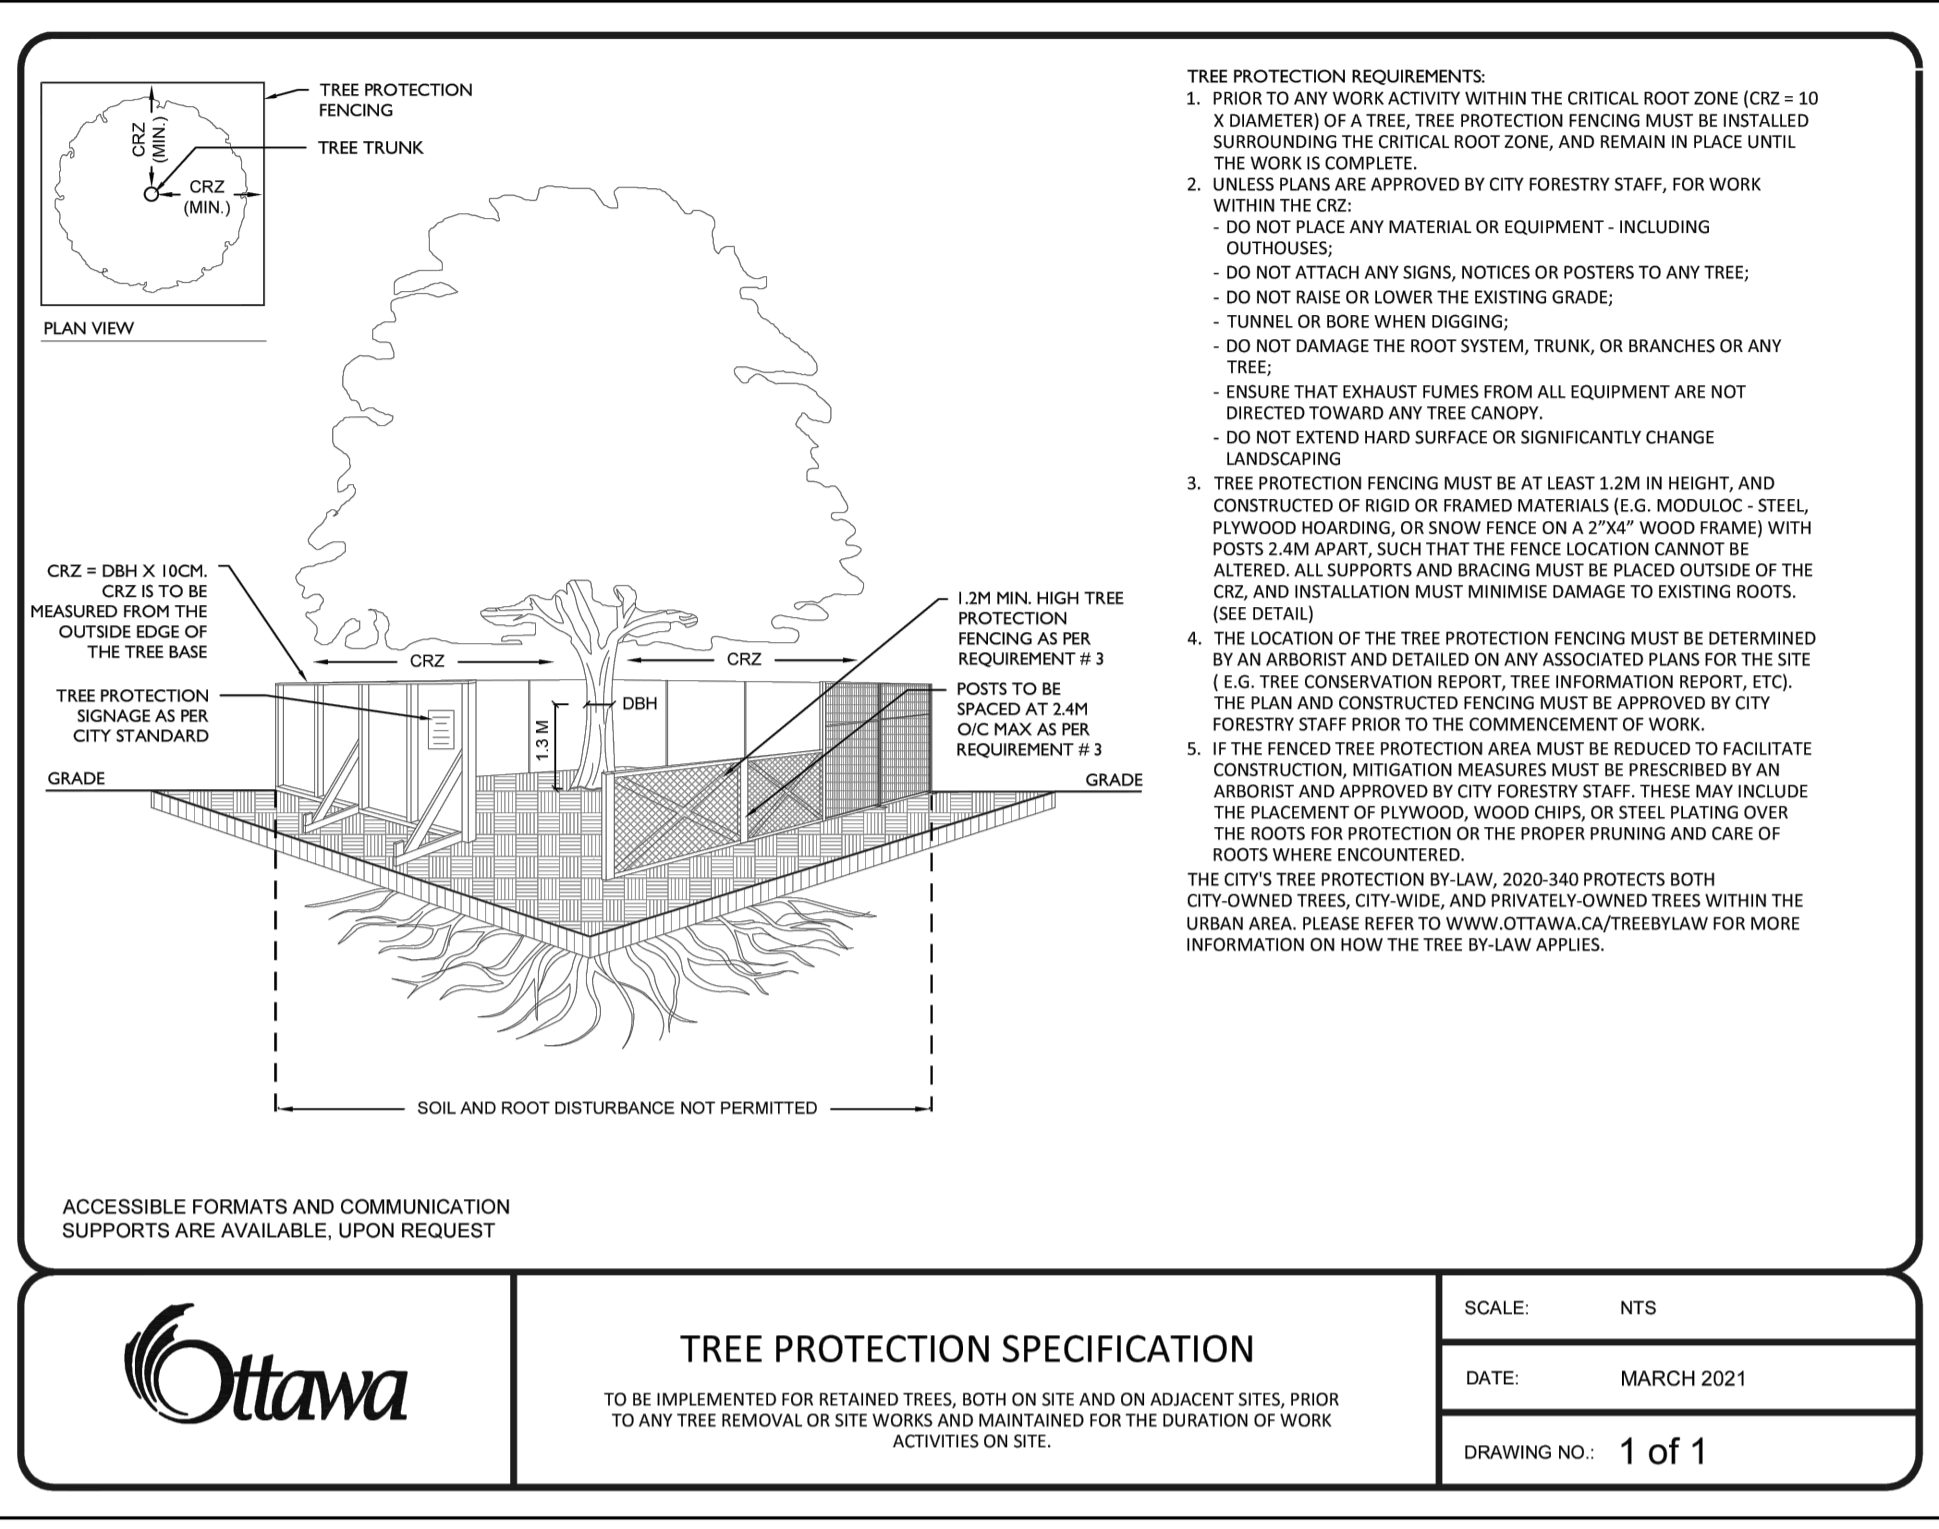 TREE PROTECTION
FENCING
TREE TRUNK
CRZ
(MIN.)
CRZ
(MIN.)
PLAN VIEW
CRZ = DBH X 10CM.
CRZ IS TO BE
MEASURED FROM THE
OUTSIDE EDGE OF
THE TREE BASE
TREE PROTECTION
SIGNAGE AS PER
CITY STANDARD
GRADE
CRZ
CRZ
DBH
1.3 M
1.2M MIN. HIGH TREE
PROTECTION
FENCING AS PER
REQUIREMENT # 3
POSTS TO BE
SPACED AT 2.4M
O/C MAX AS PER
REQUIREMENT # 3
GRADE
SOIL AND ROOT DISTURBANCE NOT PERMITTED
ACCESSIBLE FORMATS AND COMMUNICATION
SUPPORTS ARE AVAILABLE, UPON REQUEST
TREE PROTECTION REQUIREMENTS:
1. PRIOR TO ANY WORK ACTIVITY WITHIN THE CRITICAL ROOT ZONE (CRZ = 10
X DIAMETER) OF A TREE, TREE PROTECTION FENCING MUST BE INSTALLED
SURROUNDING THE CRITICAL ROOT ZONE, AND REMAIN IN PLACE UNTIL
THE WORK IS COMPLETE.
2. UNLESS PLANS ARE APPROVED BY CITY FORESTRY STAFF, FOR WORK
WITHIN THE CRZ:
- DO NOT PLACE ANY MATERIAL OR EQUIPMENT - INCLUDING
OUTHOUSES;
- DO NOT ATTACH ANY SIGNS, NOTICES OR POSTERS TO ANY TREE;
- DO NOT RAISE OR LOWER THE EXISTING GRADE;
- TUNNEL OR BORE WHEN DIGGING;
- DO NOT DAMAGE THE ROOT SYSTEM, TRUNK, OR BRANCHES OR ANY
TREE;
- ENSURE THAT EXHAUST FUMES FROM ALL EQUIPMENT ARE NOT
DIRECTED TOWARD ANY TREE CANOPY.
- DO NOT EXTEND HARD SURFACE OR SIGNIFICANTLY CHANGE
LANDSCAPING
3. TREE PROTECTION FENCING MUST BE AT LEAST 1.2M IN HEIGHT, AND
CONSTRUCTED OF RIGID OR FRAMED MATERIALS (E.G. MODULOC - STEEL,
PLYWOOD HOARDING, OR SNOW FENCE ON A 2”X4” WOOD FRAME) WITH
POSTS 2.4M APART, SUCH THAT THE FENCE LOCATION CANNOT BE
ALTERED. ALL SUPPORTS AND BRACING MUST BE PLACED OUTSIDE OF THE
CRZ, AND INSTALLATION MUST MINIMISE DAMAGE TO EXISTING ROOTS.
(SEE DETAIL)
4. THE LOCATION OF THE TREE PROTECTION FENCING MUST BE DETERMINED
BY AN ARBORIST AND DETAILED ON ANY ASSOCIATED PLANS FOR THE SITE
( E.G. TREE CONSERVATION REPORT, TREE INFORMATION REPORT, ETC).
THE PLAN AND CONSTRUCTED FENCING MUST BE APPROVED BY CITY
FORESTRY STAFF PRIOR TO THE COMMENCEMENT OF WORK.
5. IF THE FENCED TREE PROTECTION AREA MUST BE REDUCED TO FACILITATE
CONSTRUCTION, MITIGATION MEASURES MUST BE PRESCRIBED BY AN
ARBORIST AND APPROVED BY CITY FORESTRY STAFF. THESE MAY INCLUDE
THE PLACEMENT OF PLYWOOD, WOOD CHIPS, OR STEEL PLATING OVER
THE ROOTS FOR PROTECTION OR THE PROPER PRUNING AND CARE OF
ROOTS WHERE ENCOUNTERED.
THE CITY'S TREE PROTECTION BY-LAW, 2020-340 PROTECTS BOTH
CITY-OWNED TREES, CITY-WIDE, AND PRIVATELY-OWNED TREES WITHIN THE
URBAN AREA. PLEASE REFER TO WWW.OTTAWA.CA/TREEBYLAW FOR MORE
INFORMATION ON HOW THE TREE BY-LAW APPLIES.
Ottawa
TREE PROTECTION SPECIFICATION
TO BE IMPLEMENTED FOR RETAINED TREES, BOTH ON SITE AND ON ADJACENT SITES, PRIOR
TO ANY TREE REMOVAL OR SITE WORKS AND MAINTAINED FOR THE DURATION OF WORK
ACTIVITIES ON SITE.
SCALE: NTS
DATE: MARCH 2021
DRAWING NO.: 1 of 1